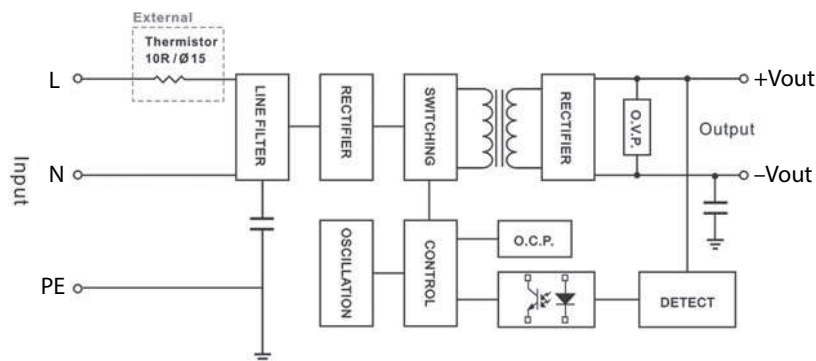 External
Thermistor
10R/Ø15
L
N
PE
Input
LINE FILTER
RECTIFIER
SWITCHING
RECTIFIER
O.V.P.
+Vout
Output
–Vout
OSCILLATION
CONTROL
O.C.P.
DETECT